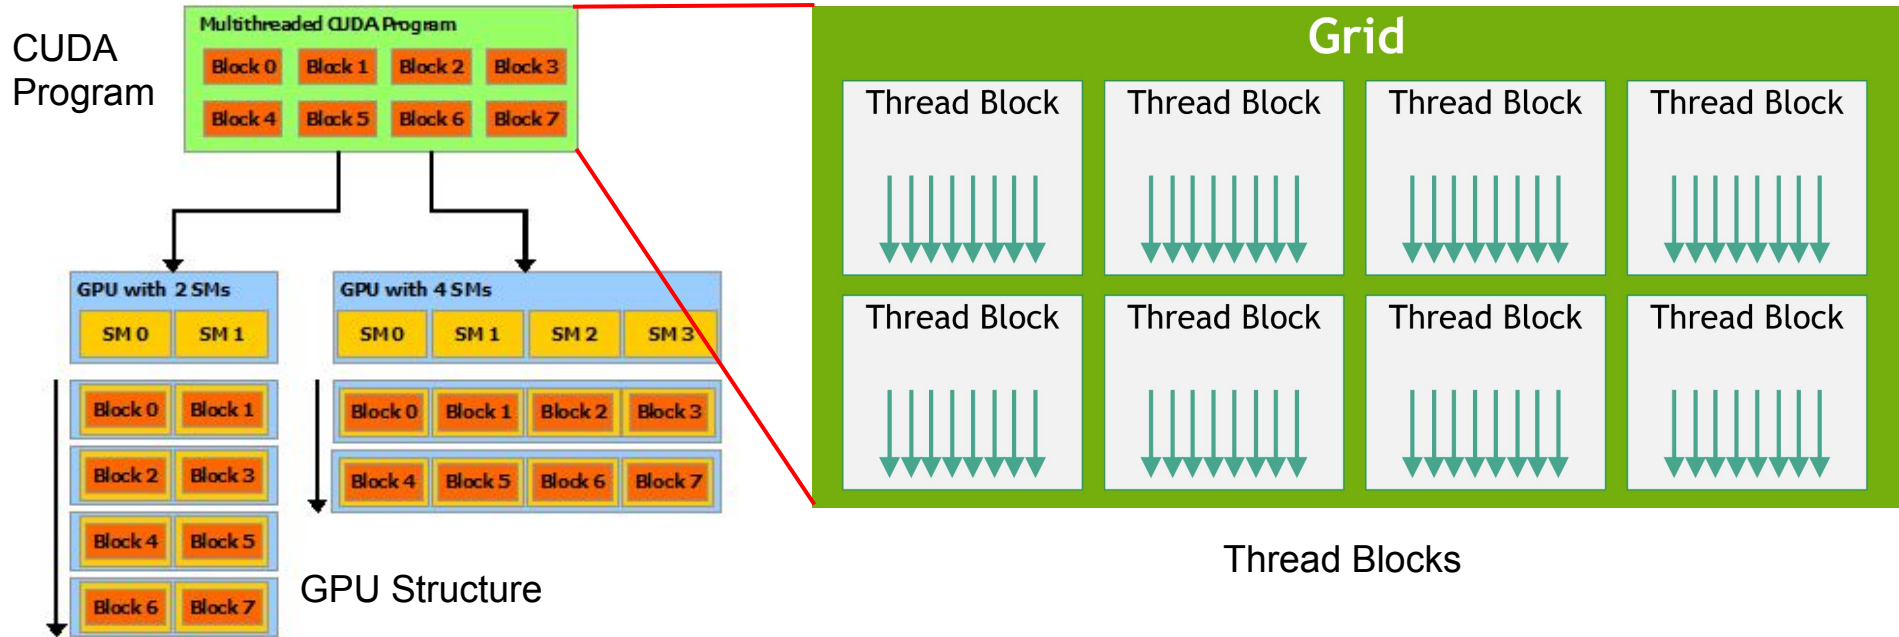 CUDA
Program
Multithreaded CUDA Program
Block 0 Block 1 Block 2 Block 3
Block 4 Block 5 Block 6 Block 7
GPU with 2 SMs
SM 0 SM 1
Block 0 Block 1
Block 2 Block 3
Block 4 Block 5
Block 6 Block 7
GPU with 4 SMs
SM 0 SM 1 SM 2 SM 3
Block 0 Block 1 Block 2 Block 3
Block 4 Block 5 Block 6 Block 7
GPU Structure
Grid
Thread Block Thread Block Thread Block Thread Block
Thread Block Thread Block Thread Block Thread Block
Thread Blocks